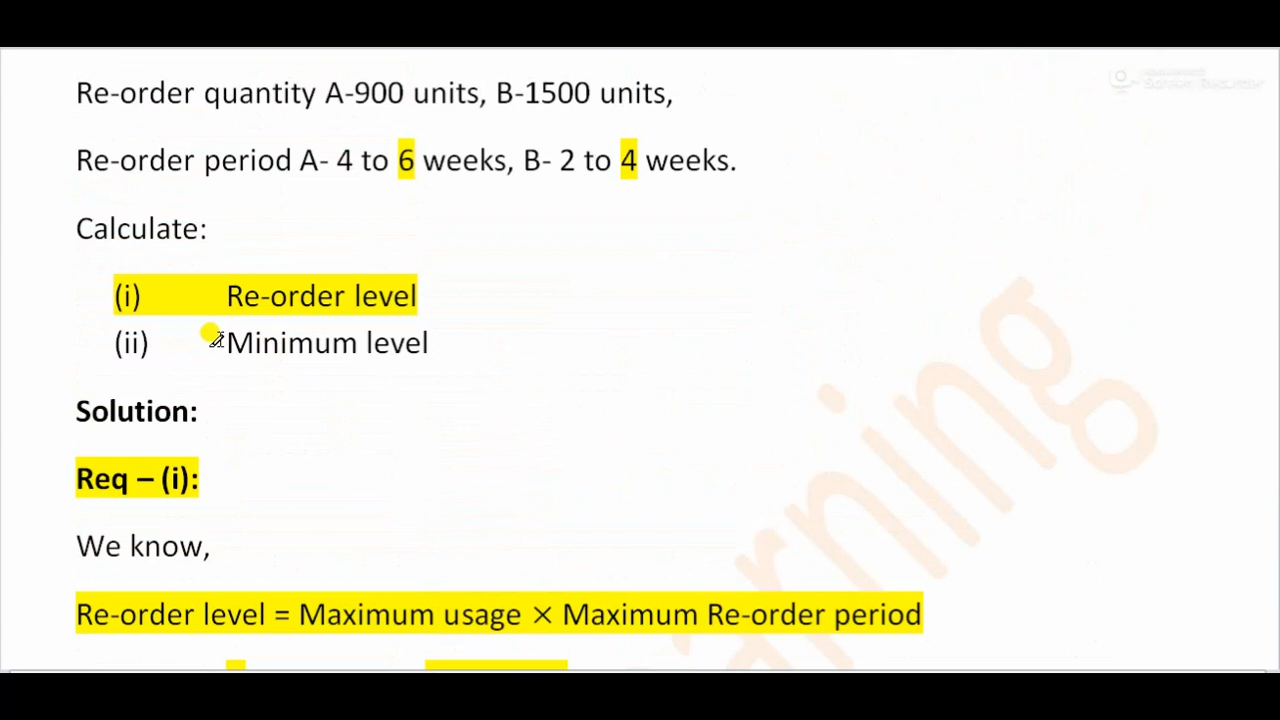 Re-order quantity A-900 units, B-1500 units,
Re-order period A- 4 to 6 weeks, B- 2 to 4 weeks.
Calculate:
(i) Re-order level
(ii) Minimum level
Solution:
Req – (i):
We know,
Re-order level = Maximum usage × Maximum Re-order period
arning